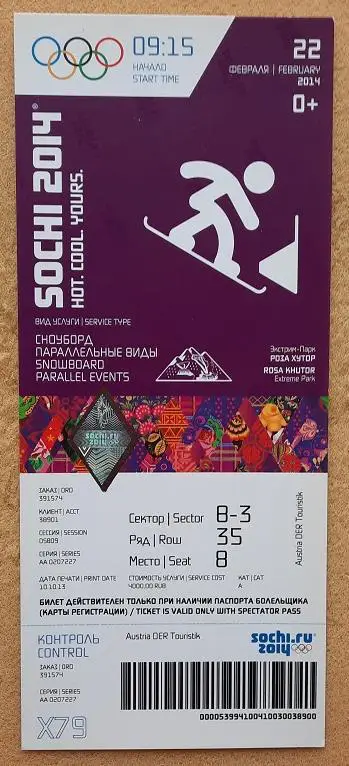 09:15
НАЧАЛО
START TIME
22
ФЕВРАЛЯ | FEBRUARY
2014
0+
SOCHI 2014
HOT. COOL. YOURS.
ВИД УСЛУГИ | SERVICE TYPE
СНОУБОРД
ПАРАЛЛЕЛЬНЫЕ ВИДЫ
SNOWBOARD
PARALLEL EVENTS
Экстрим-Парк
РОЗА ХУТОР
ROSA KHUTOR
Extreme Park
sochi.ru
2014
ЗАКАЗ | ORD
391574
КЛИЕНТ | ACCT
38901
СЕССИЯ | SESSION
OS809
СЕРИЯ | SERIES
AA 0207227
Сектор | Sector 8-3
Ряд | Row 35
Место | Seat 8
Austria DER Touristik
ДАТА ПЕЧАТИ | PRINT DATE
10.10.13
СТОИМОСТЬ УСЛУГИ | SERVICE COST
4000,00 RUB
КАТ | CAT
A
БИЛЕТ ДЕЙСТВИТЕЛЕН ТОЛЬКО ПРИ НАЛИЧИИ ПАСПОРТА БОЛЕЛЬЩИКА
(КАРТЫ РЕГИСТРАЦИИ) / TICKET IS VALID ONLY WITH SPECTATOR PASS
КОНТРОЛЬ
CONTROL
Austria DER Touristik
sochi.ru
2014
ЗАКАЗ | ORD
391574
СЕРИЯ | SERIES
AA 0207227
X79
000053994100410030038900